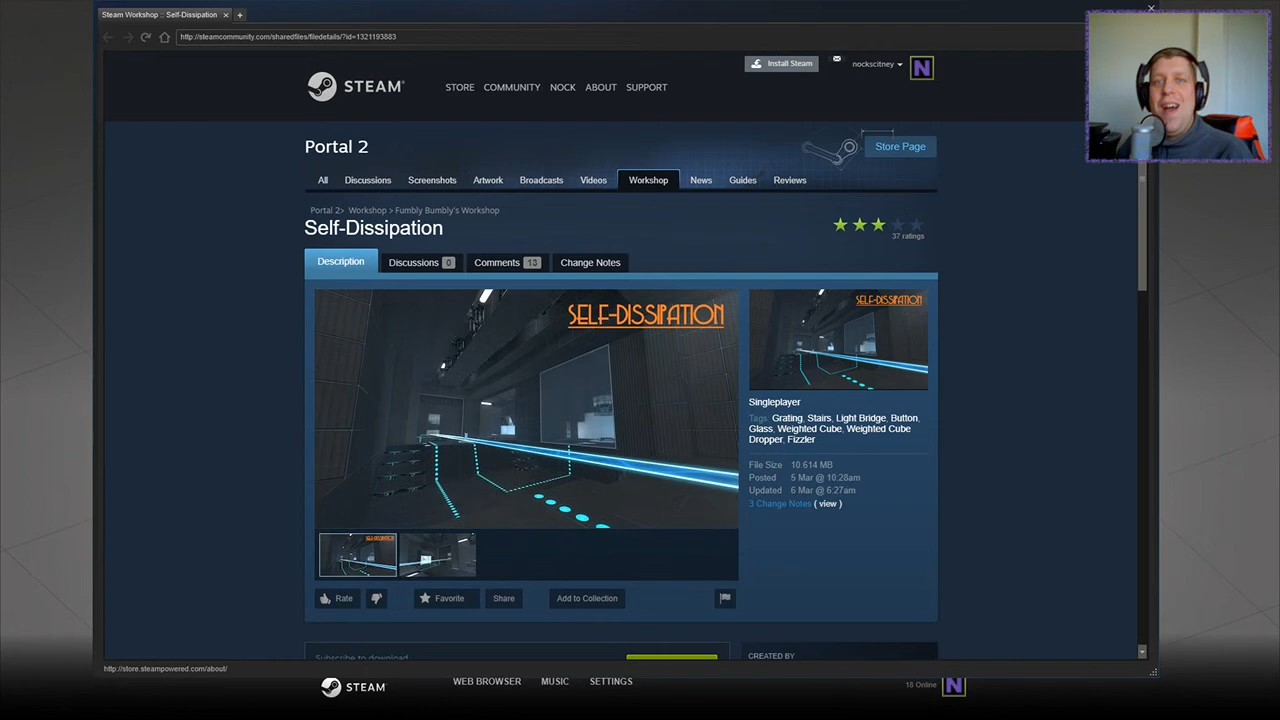 Steam Workshop :: Self-Dissipation × +
http://steamcommunity.com/sharedfiles/filedetails/?id=1321193883
Install Steam nockscitney N
STEAM® STORE COMMUNITY NOCK ABOUT SUPPORT
Portal 2 Store Page
All Discussions Screenshots Artwork Broadcasts Videos Workshop News Guides Reviews
Portal 2> Workshop > Fumbly Bumbly's Workshop
Self-Dissipation
37 ratings
Description Discussions 0 Comments 13 Change Notes
SELF-DISSIPATION
SELF-DISSIPATION
Singleplayer
Tags: Grating, Stairs, Light Bridge, Button,
Glass, Weighted Cube, Weighted Cube
Dropper, Fizzler
File Size 10.614 MB
Posted 5 Mar @ 10:28am
Updated 6 Mar @ 6:27am
3 Change Notes ( view )
SELF-DISSIPATION
Rate Favorite Share Add to Collection
Subscribe to download
CREATED BY
http://store.steampowered.com/about/
STEAM® WEB BROWSER MUSIC SETTINGS 18 Online N